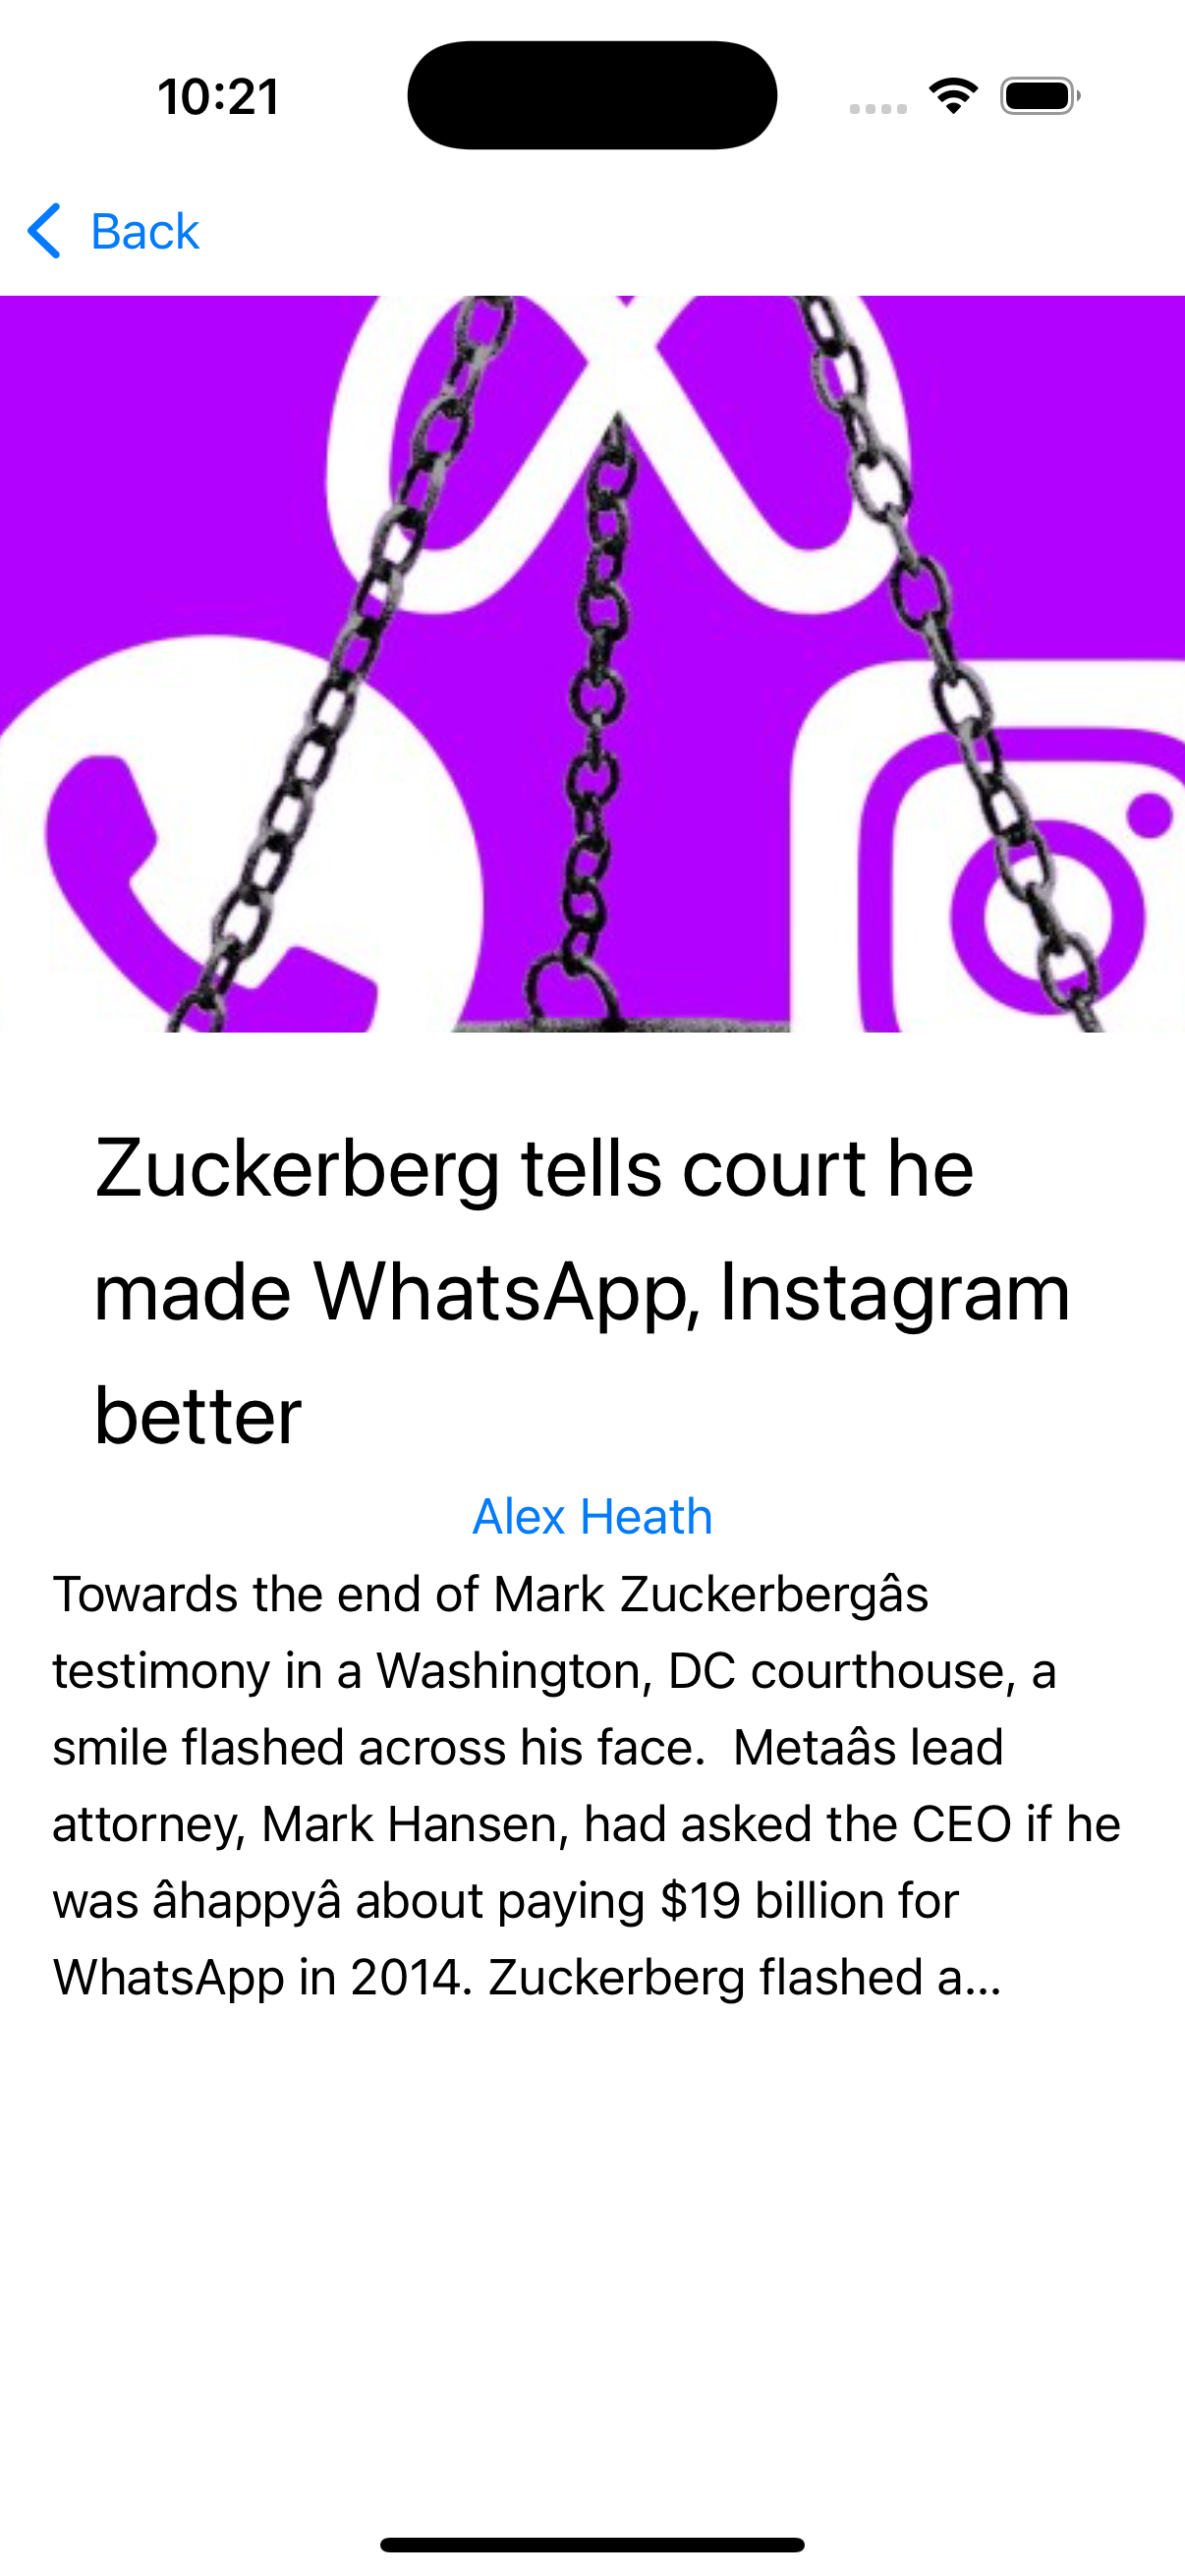 10:21
Back
Zuckerberg tells court he
made WhatsApp, Instagram
better
Alex Heath
Towards the end of Mark Zuckerbergâs
testimony in a Washington, DC courthouse, a
smile flashed across his face.  Metaâs lead
attorney, Mark Hansen, had asked the CEO if he
was âhappyâ about paying $19 billion for
WhatsApp in 2014. Zuckerberg flashed a...